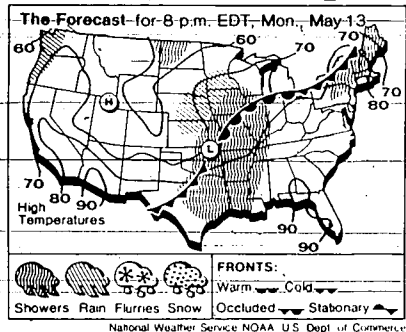 The Forecast for 8 p.m. EDT, Mon., May 13
60
60
70
70
70
80
H
L
70
80
90
High
Temperatures
90
90
Showers Rain Flurries Snow
FRONTS:
Warm Cold
Occluded Stationary
National Weather Service NOAA U S Dept of Commerce